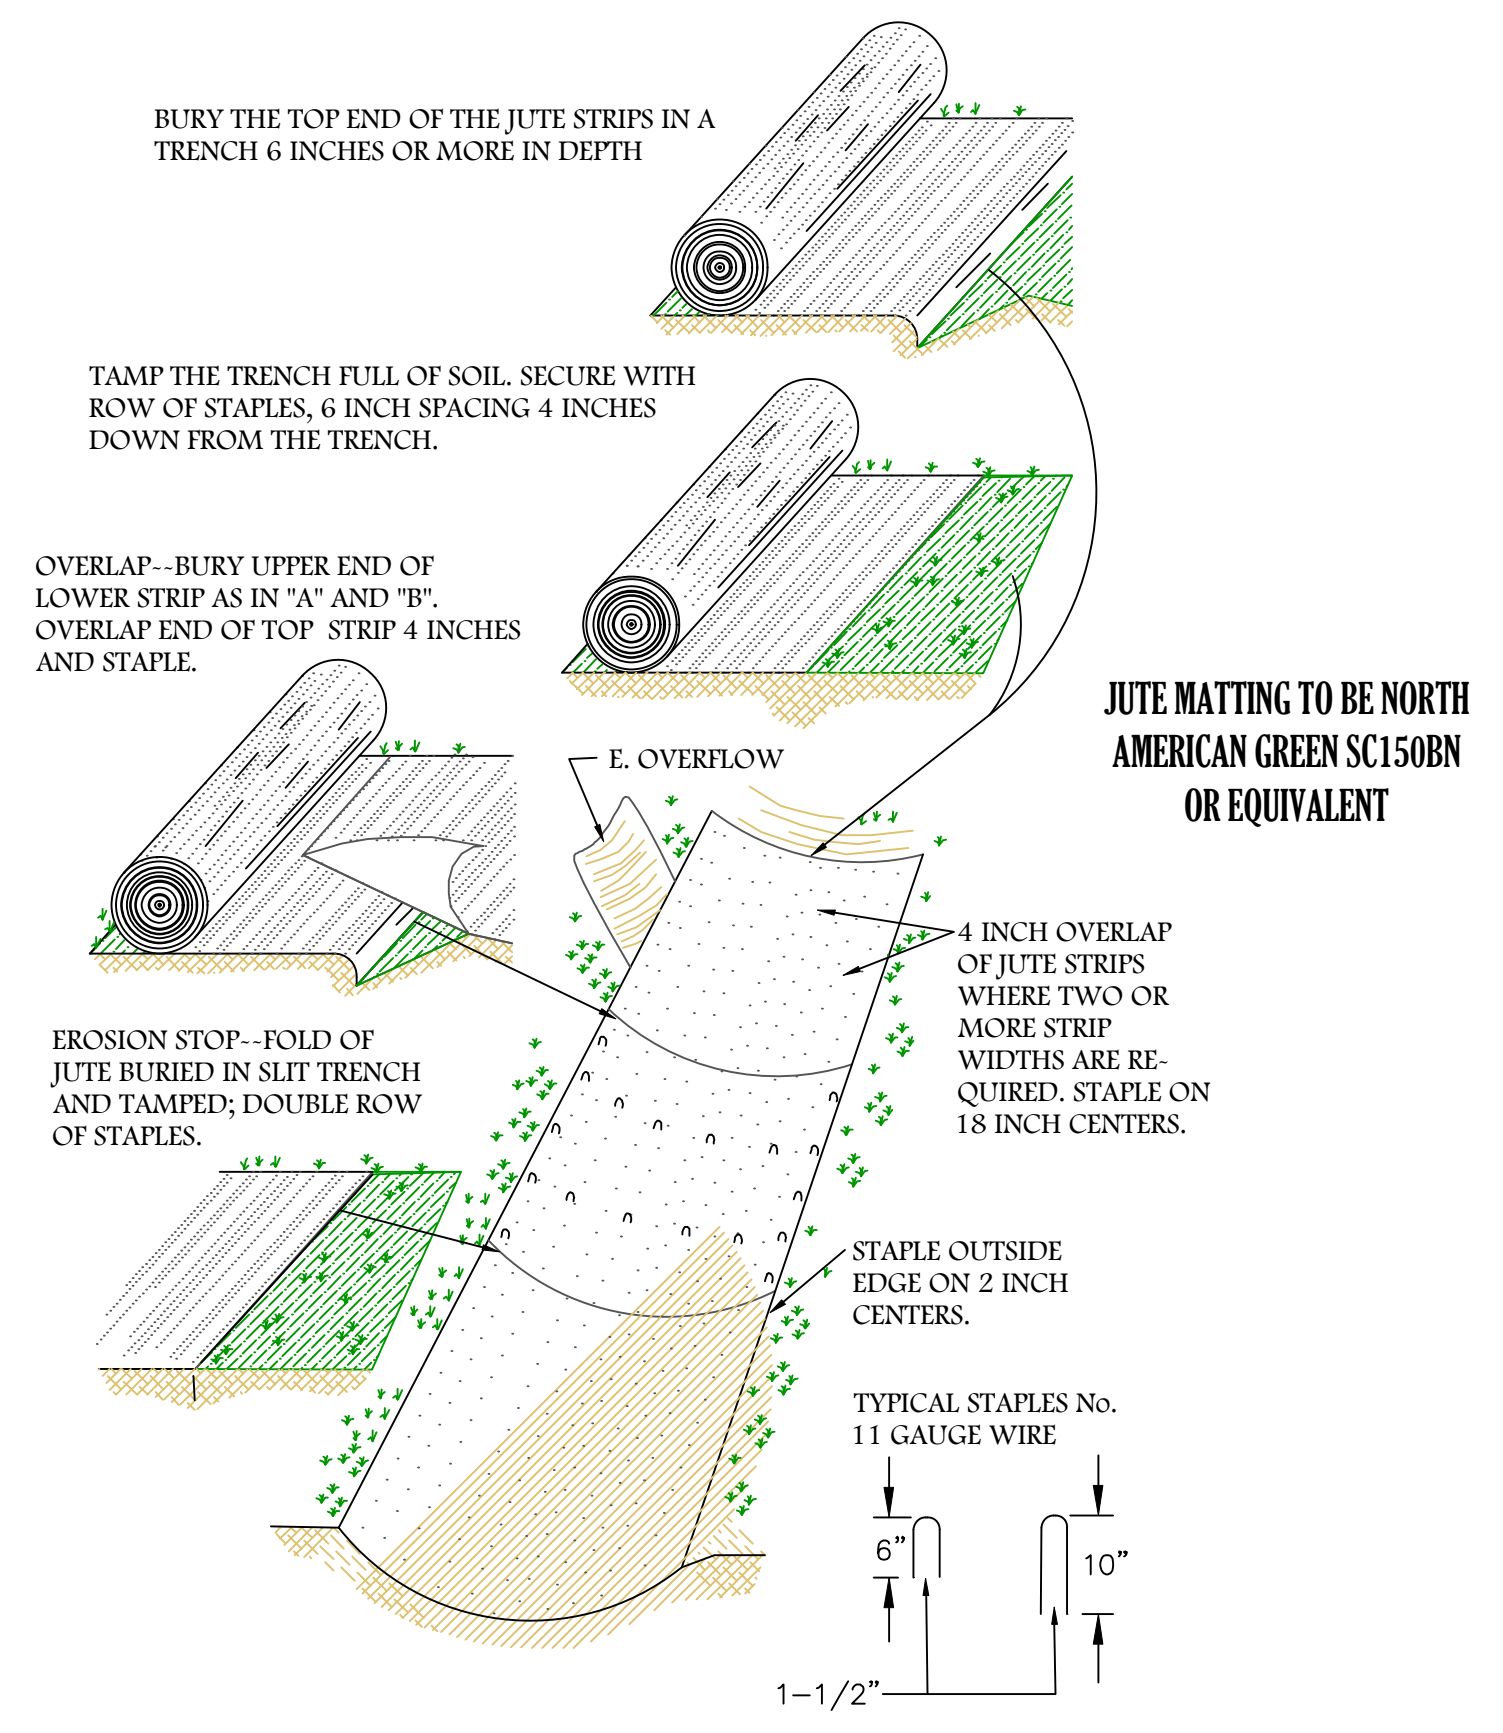 BURY THE TOP END OF THE JUTE STRIPS IN A
TRENCH 6 INCHES OR MORE IN DEPTH
TAMP THE TRENCH FULL OF SOIL. SECURE WITH
ROW OF STAPLES, 6 INCH SPACING 4 INCHES
DOWN FROM THE TRENCH.
OVERLAP--BURY UPPER END OF
LOWER STRIP AS IN "A" AND "B".
OVERLAP END OF TOP STRIP 4 INCHES
AND STAPLE.
JUTE MATTING TO BE NORTH
AMERICAN GREEN SC150BN
OR EQUIVALENT
E. OVERFLOW
4 INCH OVERLAP
OF JUTE STRIPS
WHERE TWO OR
MORE STRIP
WIDTHS ARE RE-
QUIRED. STAPLE ON
18 INCH CENTERS.
EROSION STOP--FOLD OF
JUTE BURIED IN SLIT TRENCH
AND TAMPED; DOUBLE ROW
OF STAPLES.
STAPLE OUTSIDE
EDGE ON 2 INCH
CENTERS.
TYPICAL STAPLES No.
11 GAUGE WIRE
6"
10"
1-1/2"